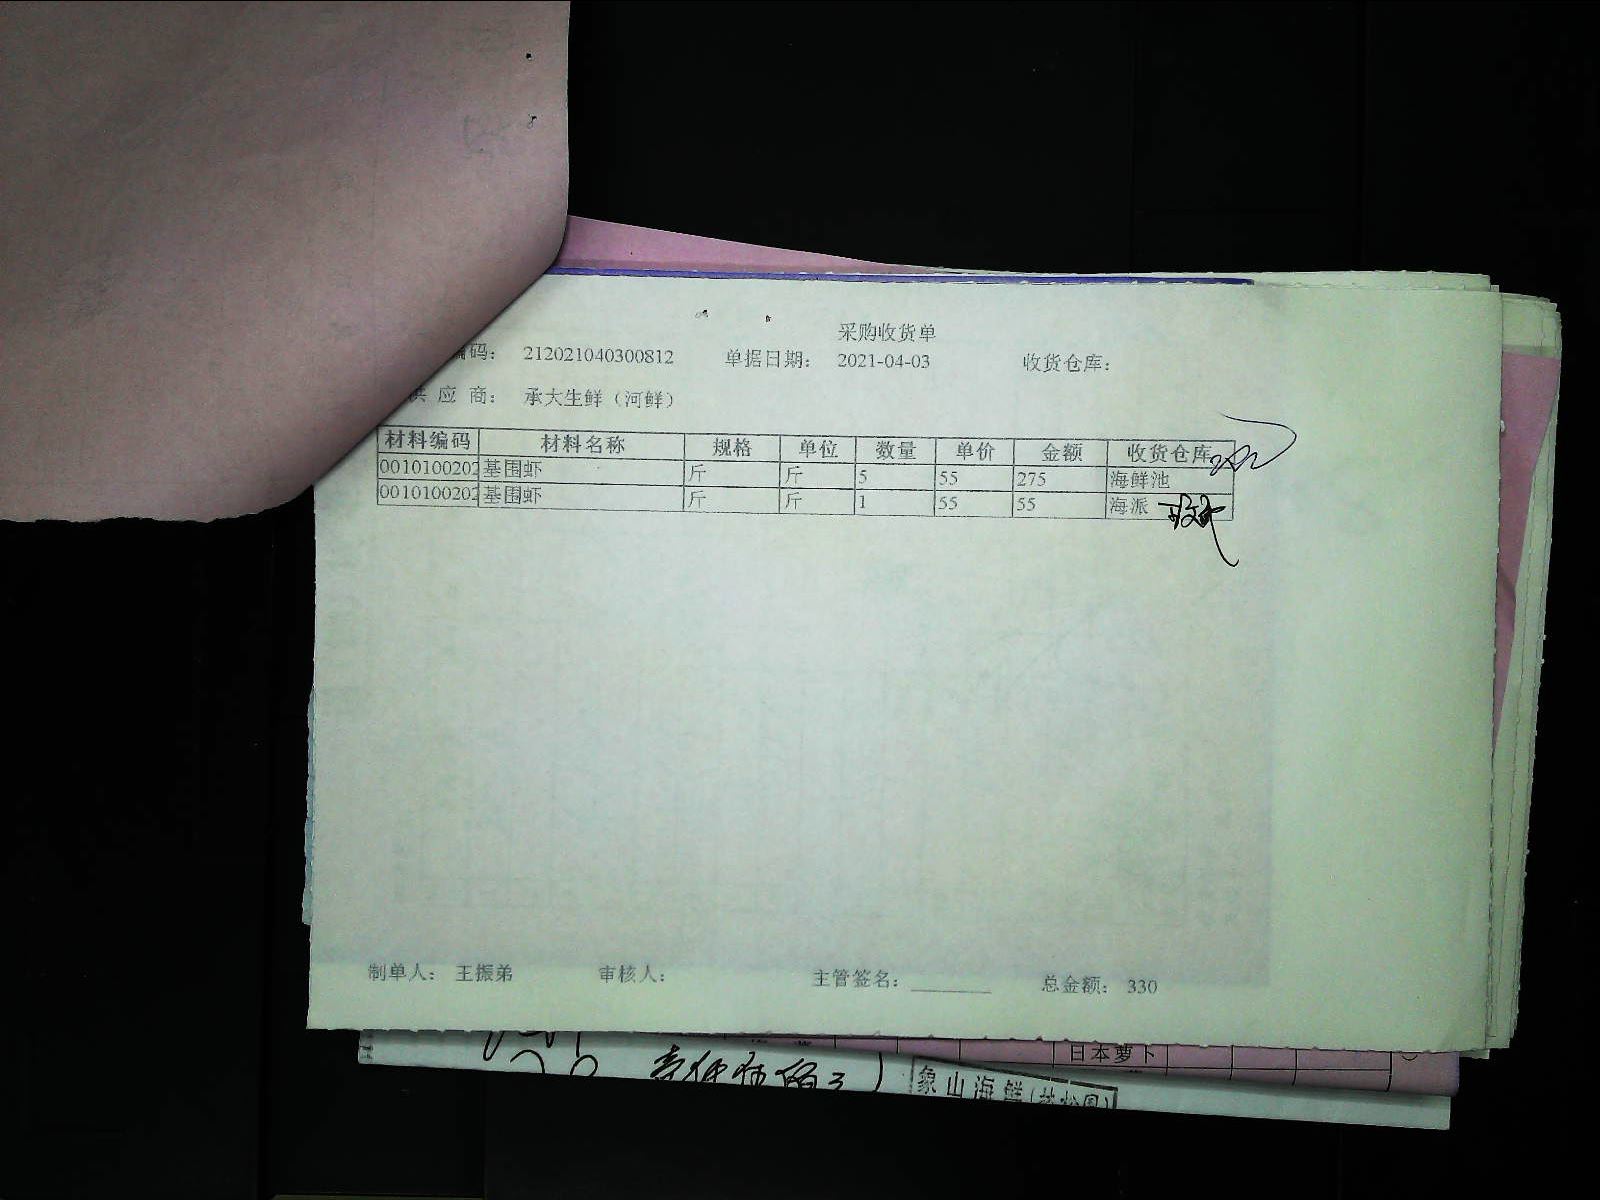 采购收货单
编码： 212021040300812 单据日期： 2021-04-03 收货仓库：
供 应 商： 承大生鲜（河鲜）
材料编码 材料名称 规格 单位 数量 单价 金额 收货仓库
0010100202 基围虾 斤 斤 5 55 275 海鲜池
0010100202 基围虾 斤 斤 1 55 55 海派
制单人： 王振弟 审核人： 主管签名： 总金额： 330
日本萝卜
象山海鲜